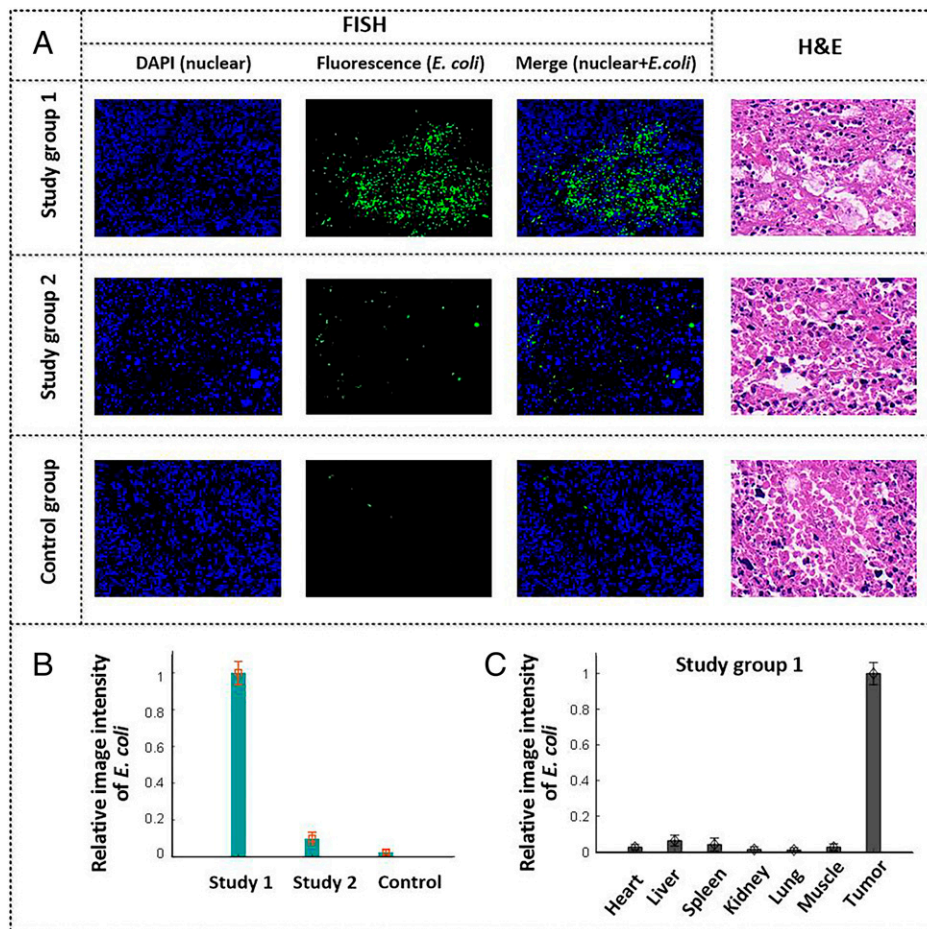 A
FISH
H&E
DAPI (nuclear)
Fluorescence (E. coli)
Merge (nuclear+E.coli)
Study group 1
Study group 2
Control group
B
Relative image intensity
of E. coli
1
0.8
0.6
0.4
0.2
0
Study 1
Study 2
Control
C
Study group 1
Relative image intensity
of E. coli
1
0.8
0.6
0.4
0.2
0
Heart
Liver
Spleen
Kidney
Lung
Muscle
Tumor